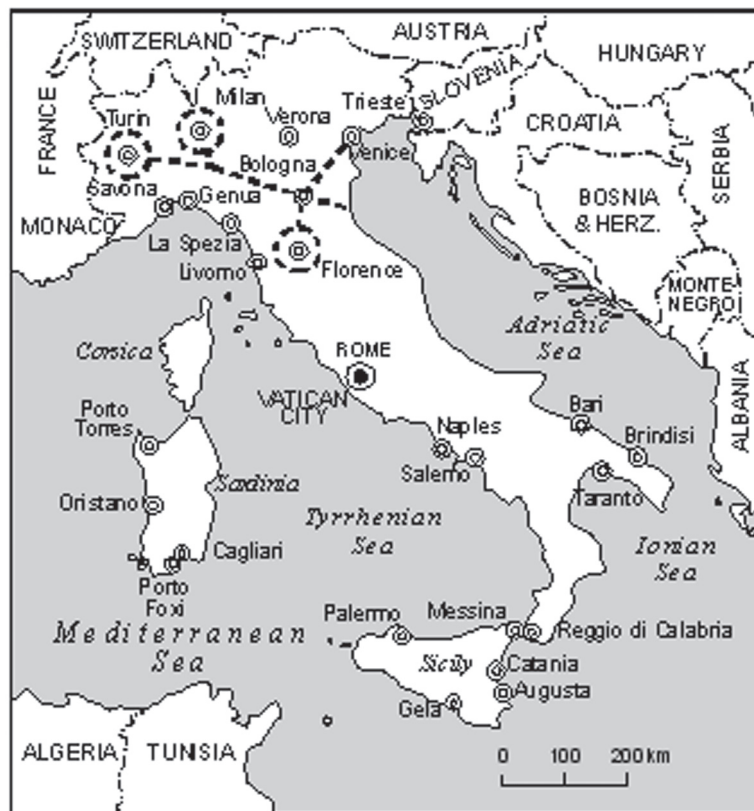 SWITZERLAND
AUSTRIA
HUNGARY
SLOVENIA
FRANCE
Turin
Milan
Verona
Trieste
CROATIA
SERBIA
Bologna
Venice
Savona
Genua
BOSNIA
& HERZ.
MONACO
La Spezia
Livorno
Florence
MONTE-
NEGRO
Adriatic
Sea
Corsica
ROME
VATICAN
CITY
ALBANIA
Porto
Torres
Naples
Bari
Brindisi
Salerno
Taranto
Sardinia
Oristano
Tyrrhenian
Sea
Ionian
Sea
Cagliari
Porto
Foxi
Mediterranean
Sea
Palermo
Messina
Reggio di Calabria
Sicily
Catania
Augusta
Gela
ALGERIA
TUNISIA
0 100 200 km